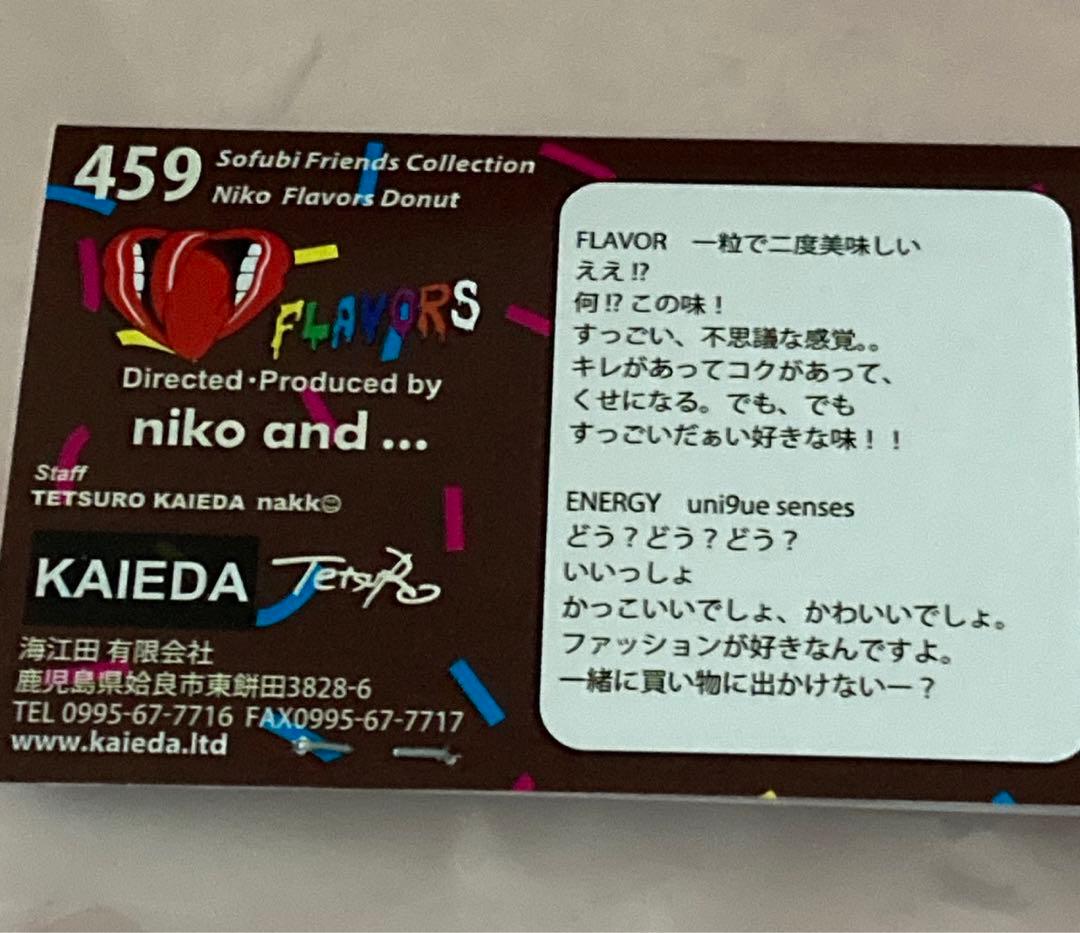 459 Sofubi Friends Collection
Niko Flavors Donut
FLAVORS
Directed・Produced by
niko and ...
Staff
TETSURO KAIEDA nakk😊
KAIEDA Tetsuro
海江田 有限会社
鹿児島県姶良市東餅田3828-6
TEL 0995-67-7716 FAX0995-67-7717
www.kaieda.ltd
FLAVOR 一粒で二度美味しい
ええ⁉
何⁉この味！
すっごい、不思議な感覚。。
キレがあってコクがあって、
くせになる。でも、でも
すっごいだぁい好きな味！！
ENERGY uni9ue senses
どう？どう？どう？
いいっしょ
かっこいいでしょ、かわいいでしょ。
ファッションが好きなんですよ。
一緒に買い物に出かけないー？